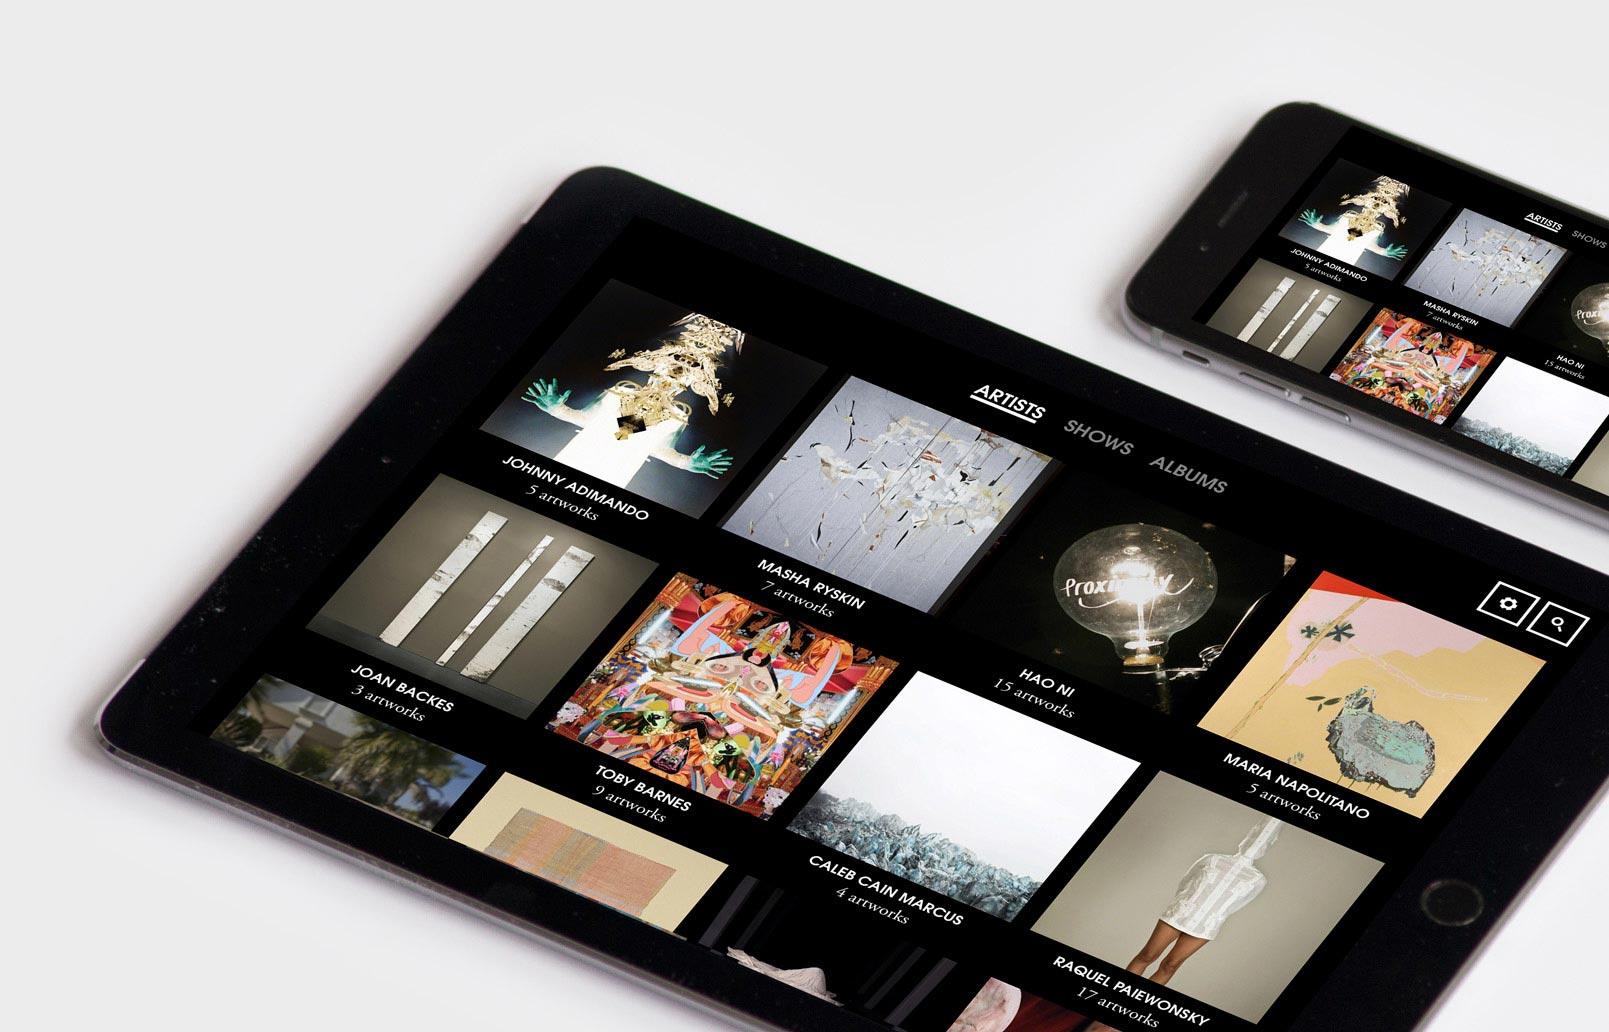 ARTISTS SHOWS ALBUMS
JOHNNY ADIMANDO
5 artworks
MASHA RYSKIN
7 artworks
Proximity
HAO NI
15 artworks
MARIA NAPOLITANO
5 artworks
JOAN BACKES
3 artworks
TOBY BARNES
9 artworks
CALEB CAIN MARCUS
4 artworks
RAQUEL PAIEWONSKY
17 artworks
ARTISTS SHOWS
JOHNNY ADIMANDO
5 artworks
MASHA RYSKIN
7 artworks
HAO NI
15 artworks